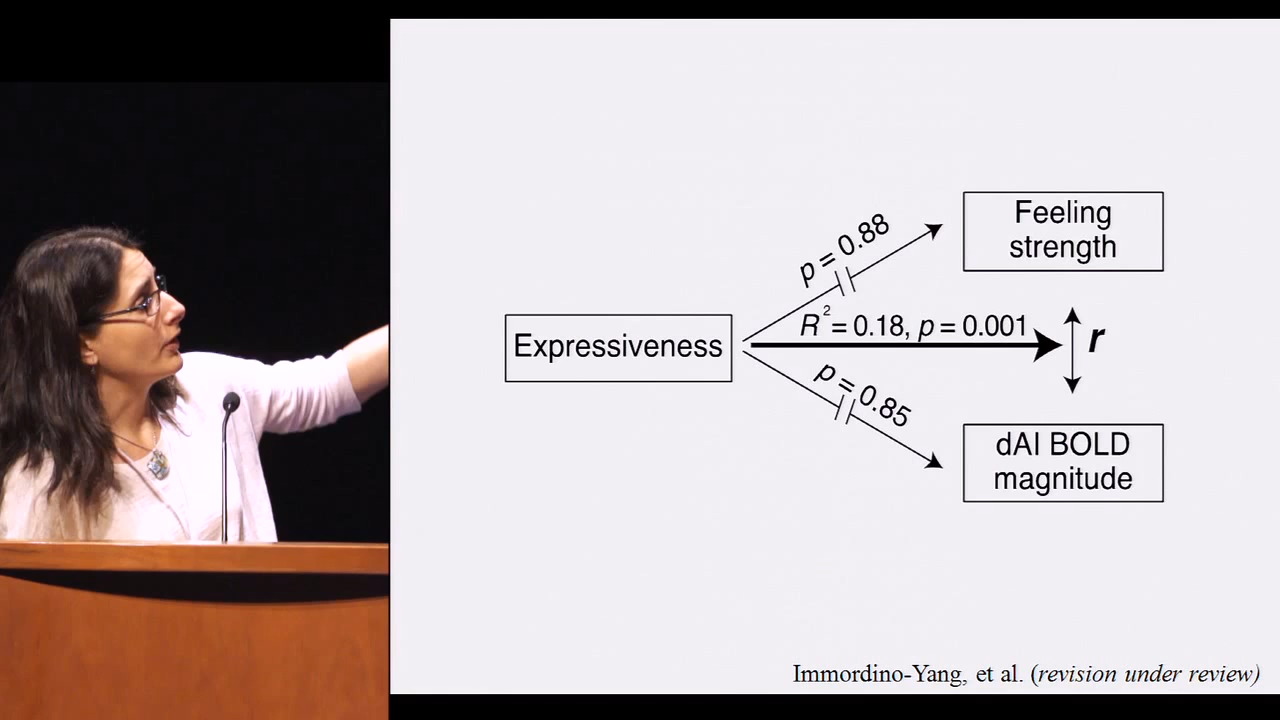 Feeling
strength
p = 0.88
R² = 0.18, p = 0.001
r
Expressiveness
p = 0.85
dAI BOLD
magnitude
Immordino-Yang, et al. (revision under review)